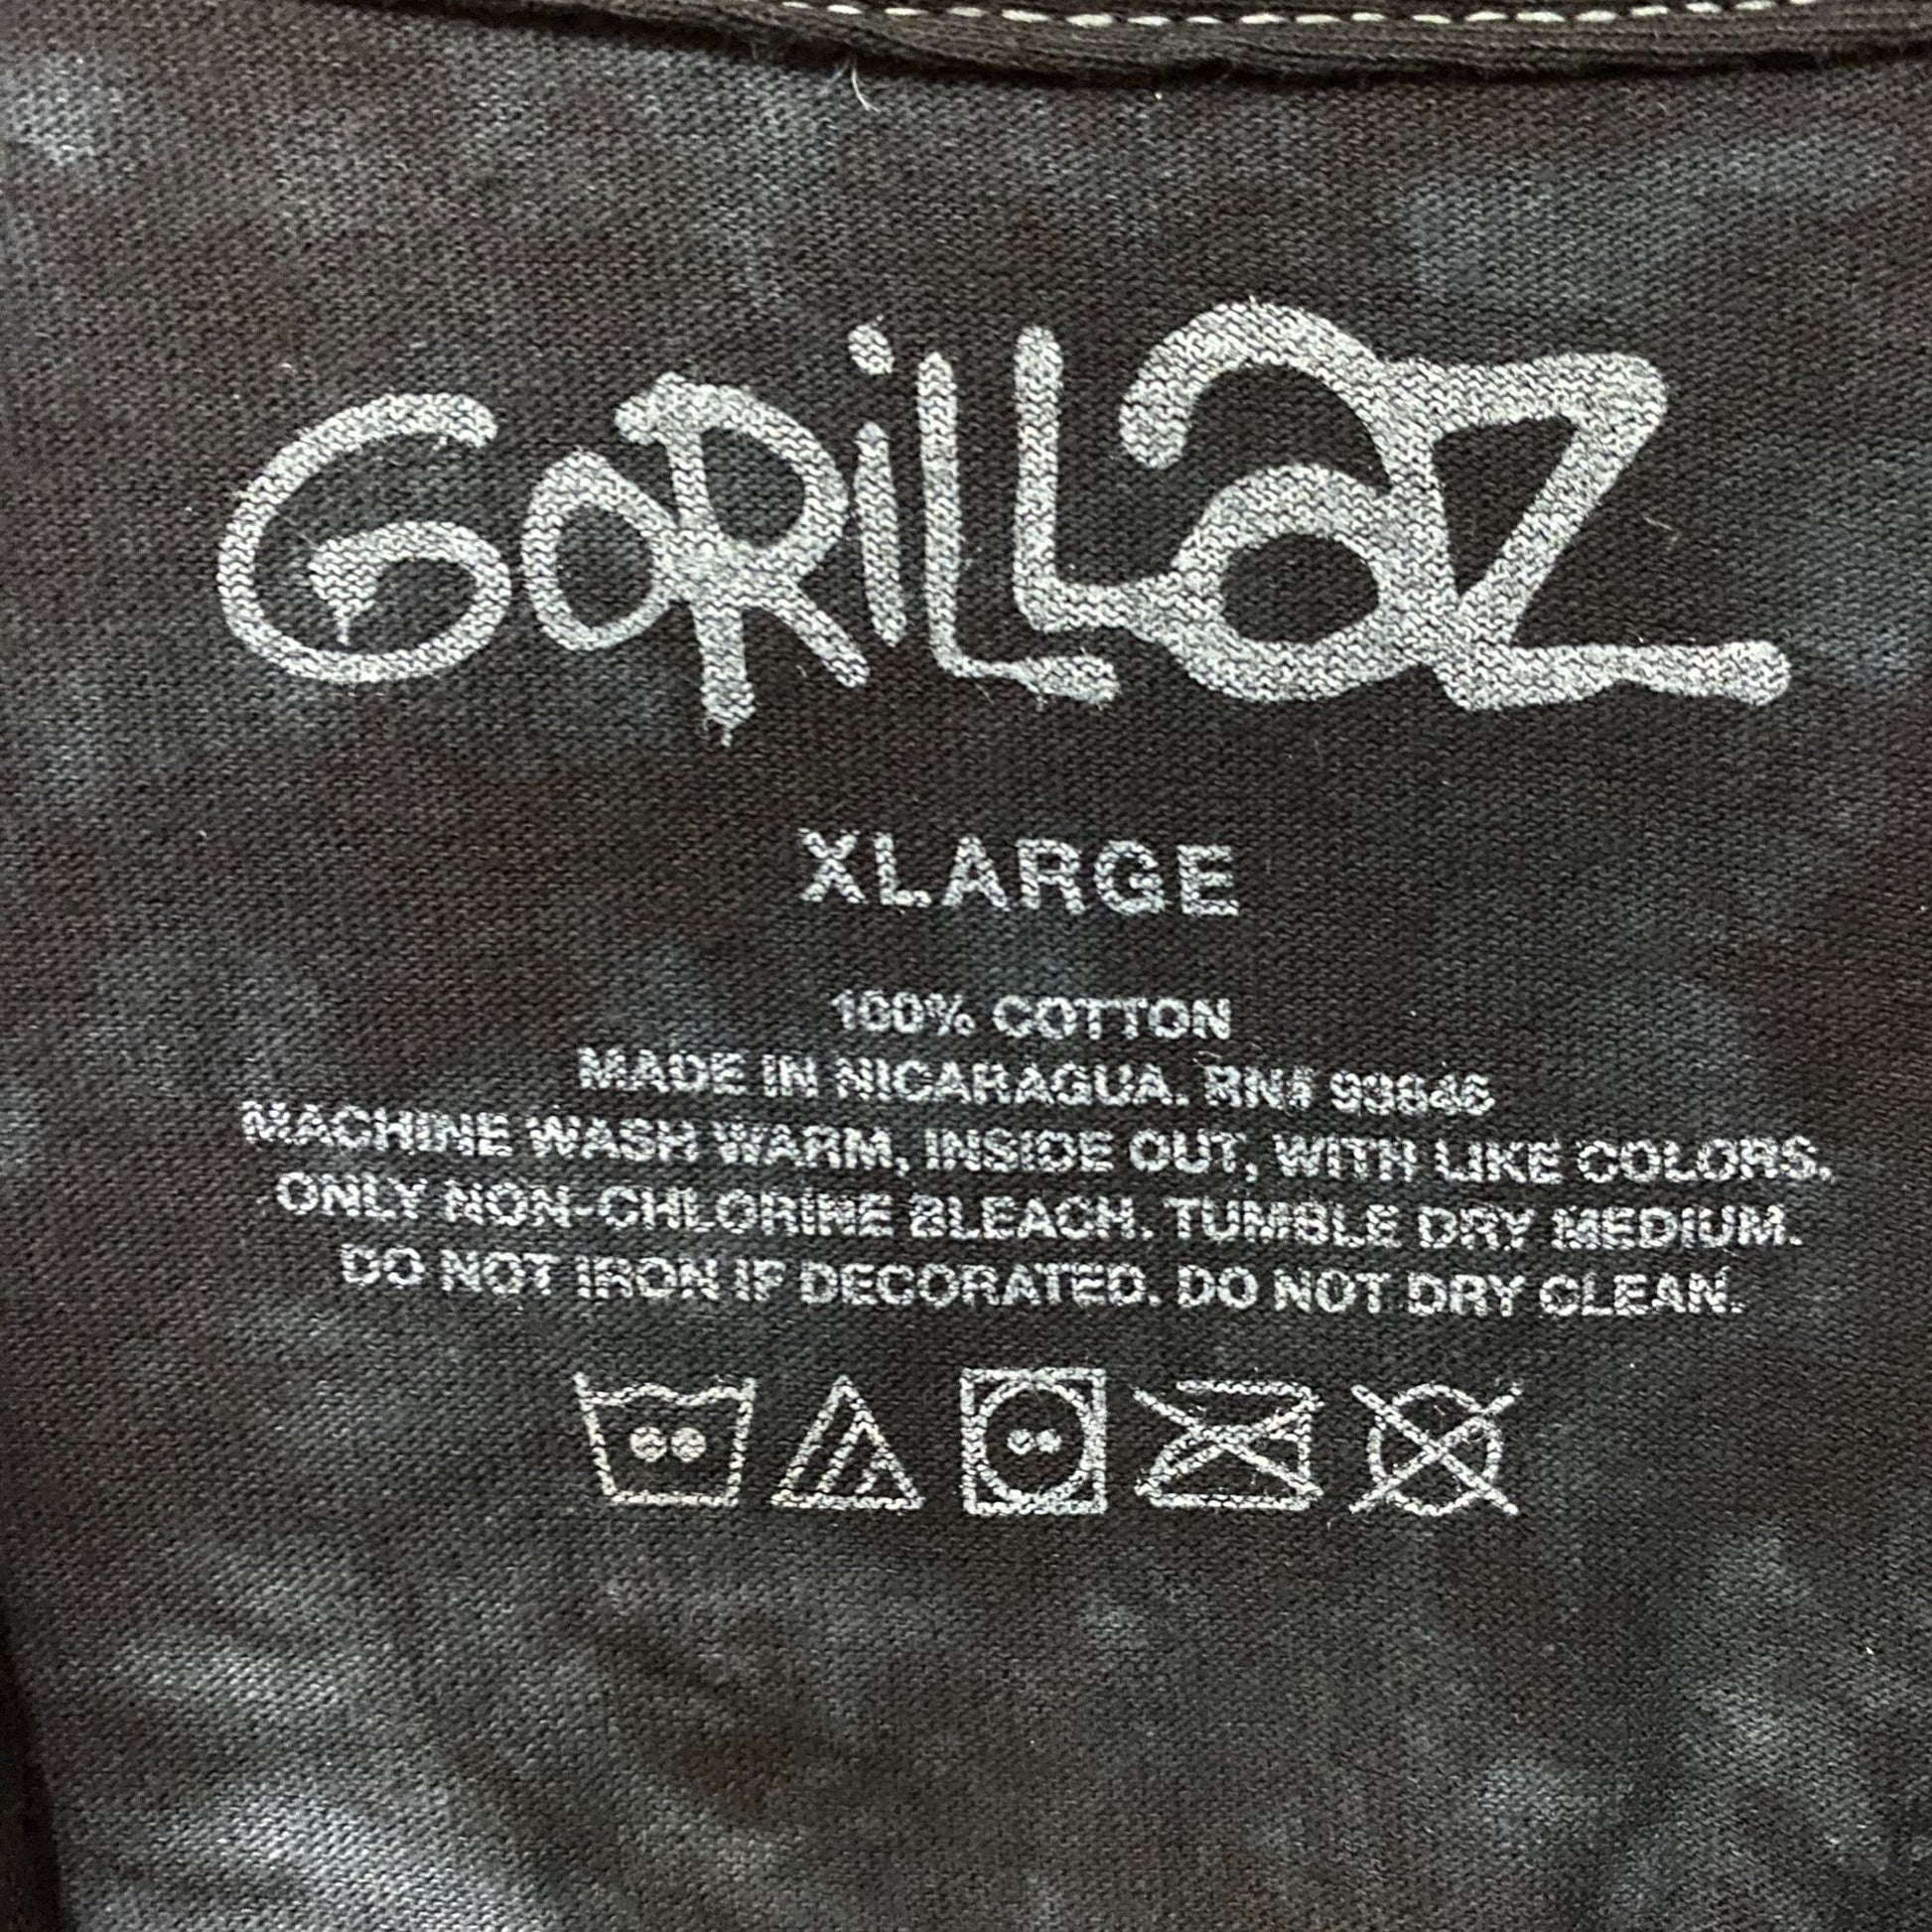 GORILLAZ
XLARGE
100% COTTON
MADE IN NICARAGUA. RN# 93846
MACHINE WASH WARM, INSIDE OUT, WITH LIKE COLORS.
ONLY NON-CHLORINE BLEACH. TUMBLE DRY MEDIUM.
DO NOT IRON IF DECORATED. DO NOT DRY CLEAN.